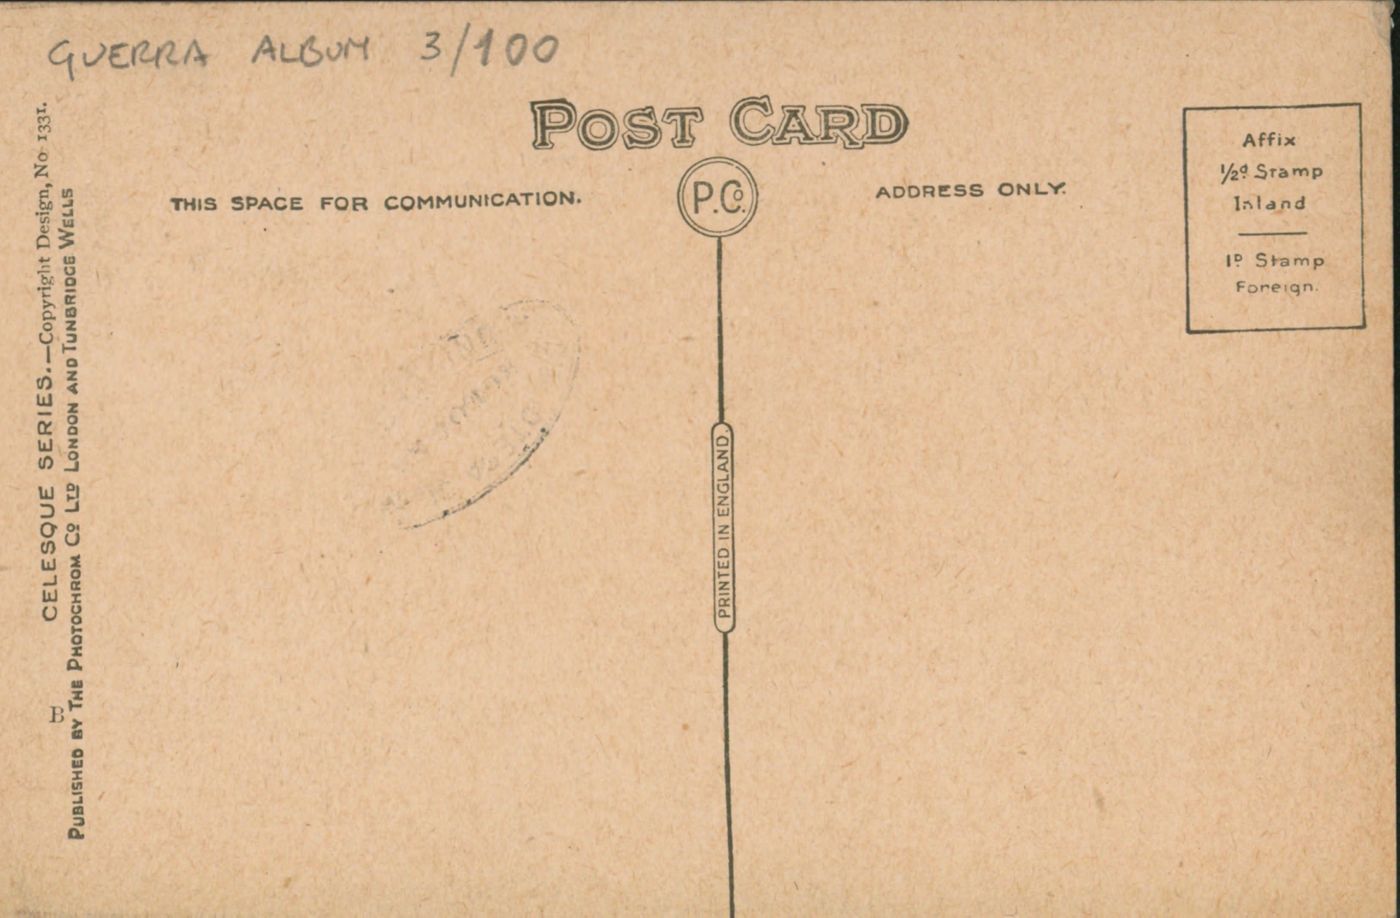 GUERRA ALBUM 3/100
POST CARD
THIS SPACE FOR COMMUNICATION.
P.Co.
ADDRESS ONLY.
Affix
½d Stamp
Inland
1D Stamp
Foreign.
PRINTED IN ENGLAND.
CELESQUE SERIES.—Copyright Design, No 1331.
B
PUBLISHED BY THE PHOTOCHROM Co LTD LONDON AND TUNBRIDGE WELLS